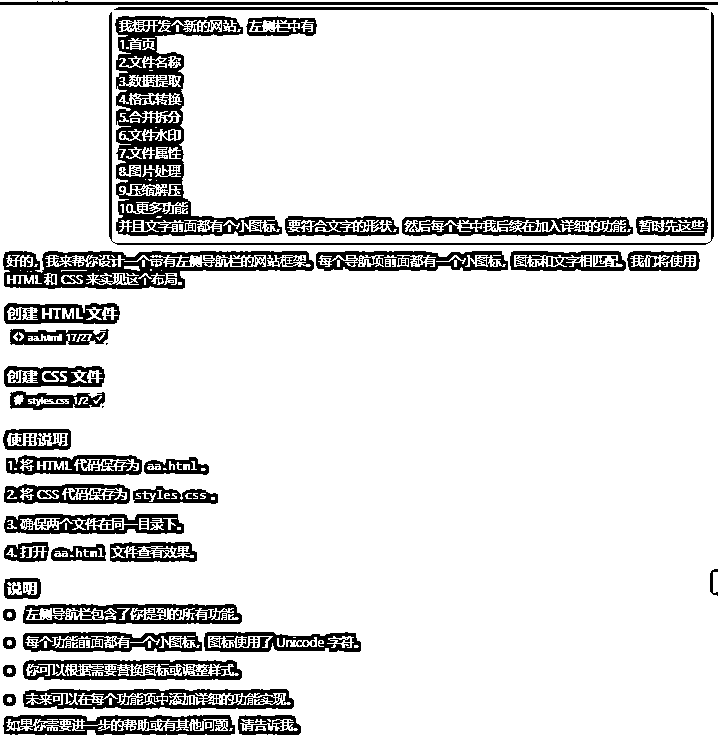 我想开发个新的网站，左侧栏中有
1.首页
2.文件名称
3.数据提取
4.格式转换
5.合并拆分
6.文件水印
7.文件属性
8.图片处理
9.压缩解压
10.更多功能
并且文字前面都有个小图标，要符合文字的形状，然后每个栏中我后续在加入详细的功能，暂时先这些
好的，我来帮你设计一个带有左侧导航栏的网站框架。每个导航项前面都有一个小图标，图标和文字相匹配。我们将使用
HTML 和 CSS 来实现这个布局。
创建 HTML 文件
<> aa.html 17/27 ✓
创建 CSS 文件
# styles.css 1/2 ✓
使用说明
1. 将 HTML 代码保存为 aa.html 。
2. 将 CSS 代码保存为 styles.css 。
3. 确保两个文件在同一目录下。
4. 打开 aa.html 文件查看效果。
说明
左侧导航栏包含了你提到的所有功能。
每个功能前面都有一个小图标，图标使用了 Unicode 字符。
你可以根据需要替换图标或调整样式。
未来可以在每个功能项中添加详细的功能实现。
如果你需要进一步的帮助或有其他问题，请告诉我。